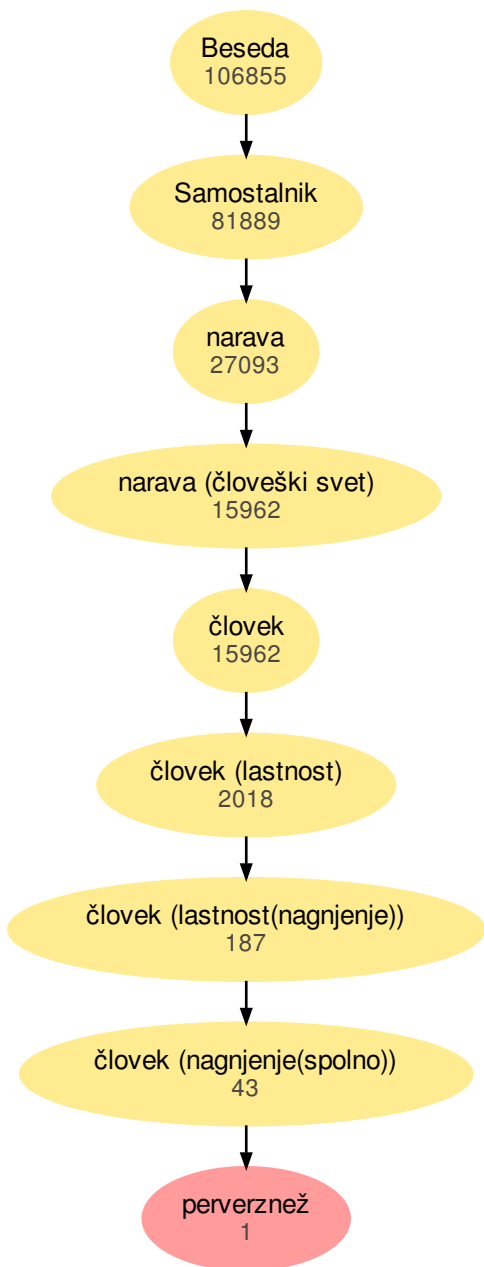 Beseda
106855
Samostalnik
81889
narava
27093
narava (človeški svet)
15962
človek
15962
človek (lastnost)
2018
človek (lastnost(nagnjenje))
187
človek (nagnjenje(spolno))
43
perverznež
1